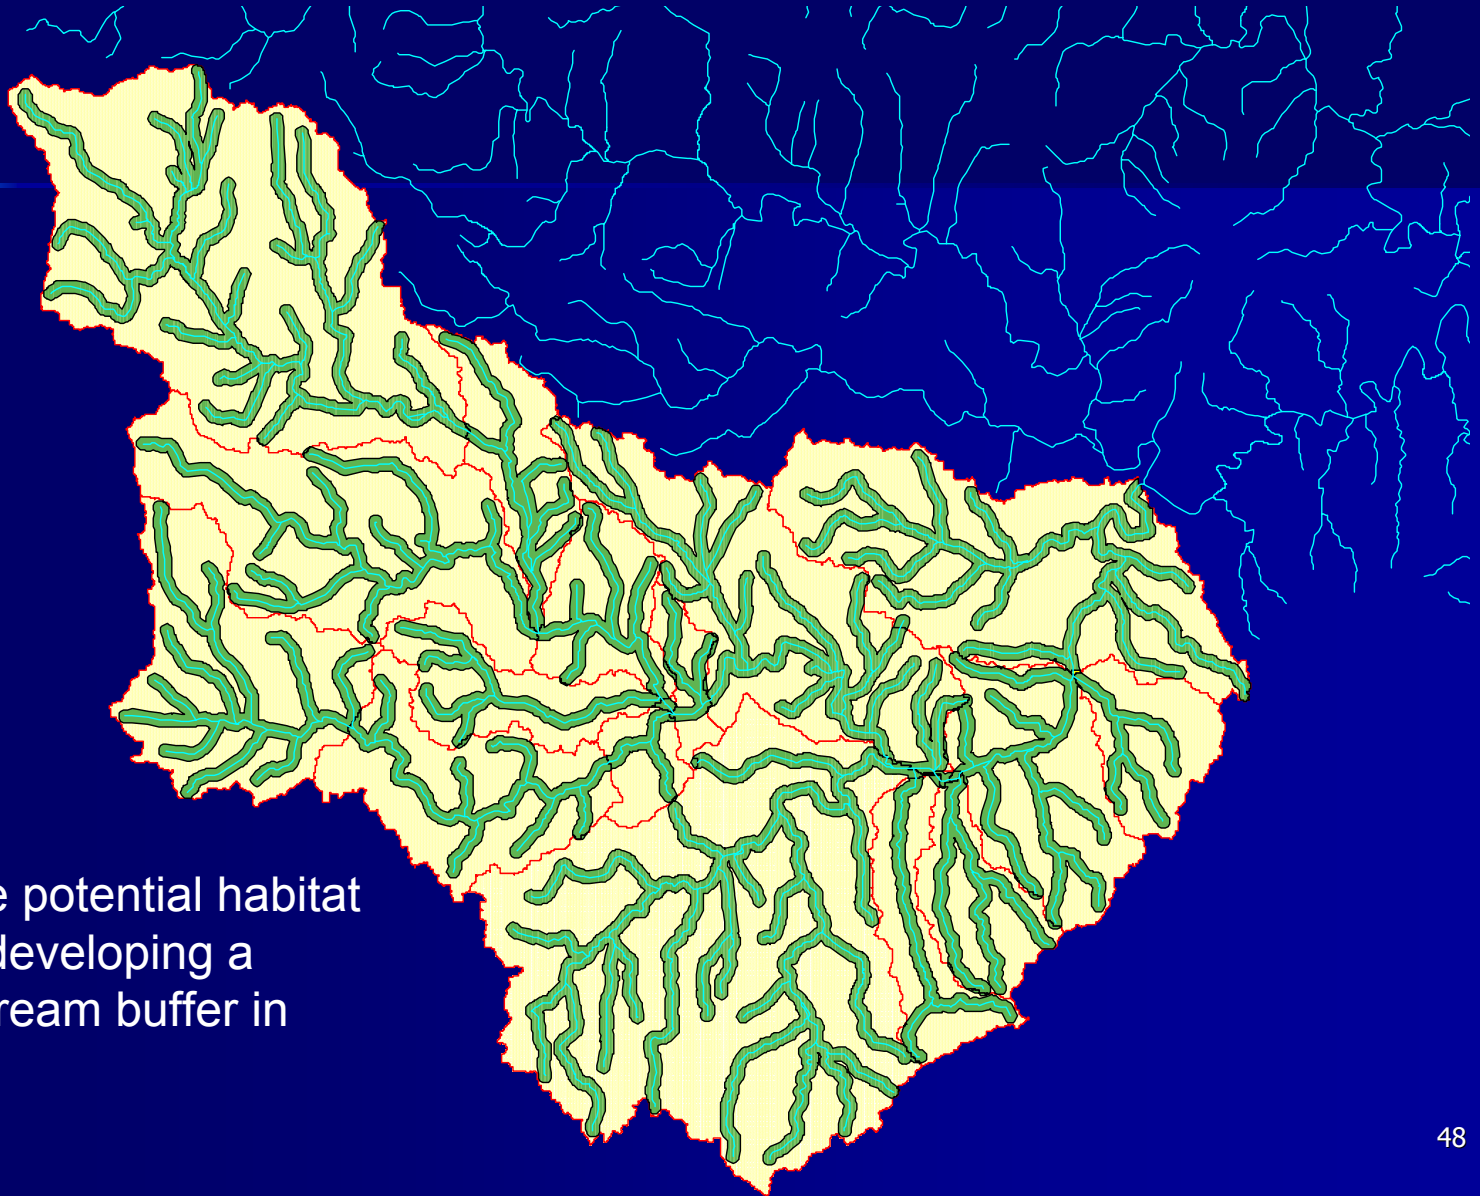 e potential habitat
developing a
ream buffer in
48